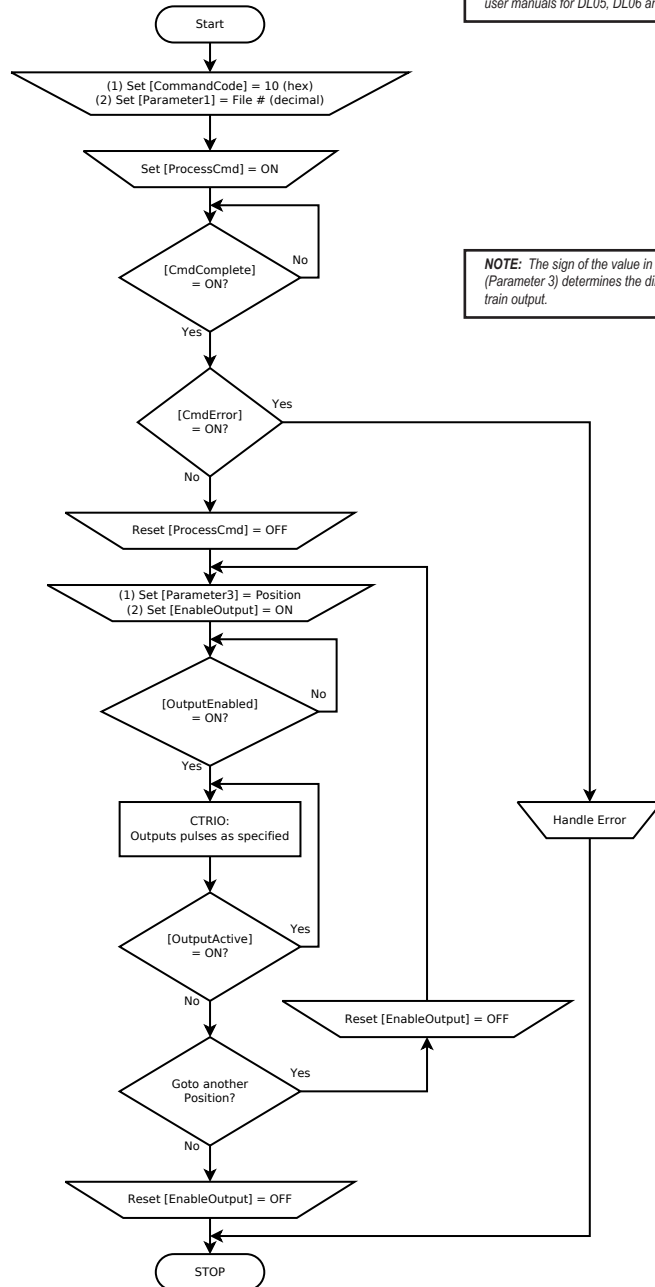 user manuals for DL05, DL06 an
Start
(1) Set [CommandCode] = 10 (hex)
(2) Set [Parameter1] = File # (decimal)
Set [ProcessCmd] = ON
No
[CmdComplete]
= ON?
Yes
NOTE: The sign of the value in
(Parameter 3) determines the di
train output.
Yes
[CmdError]
= ON?
No
Reset [ProcessCmd] = OFF
(1) Set [Parameter3] = Position
(2) Set [EnableOutput] = ON
No
[OutputEnabled]
= ON?
Yes
CTRIO:
Outputs pulses as specified
Handle Error
Yes
[OutputActive]
= ON?
No
Reset [EnableOutput] = OFF
Yes
Goto another
Position?
No
Reset [EnableOutput] = OFF
STOP